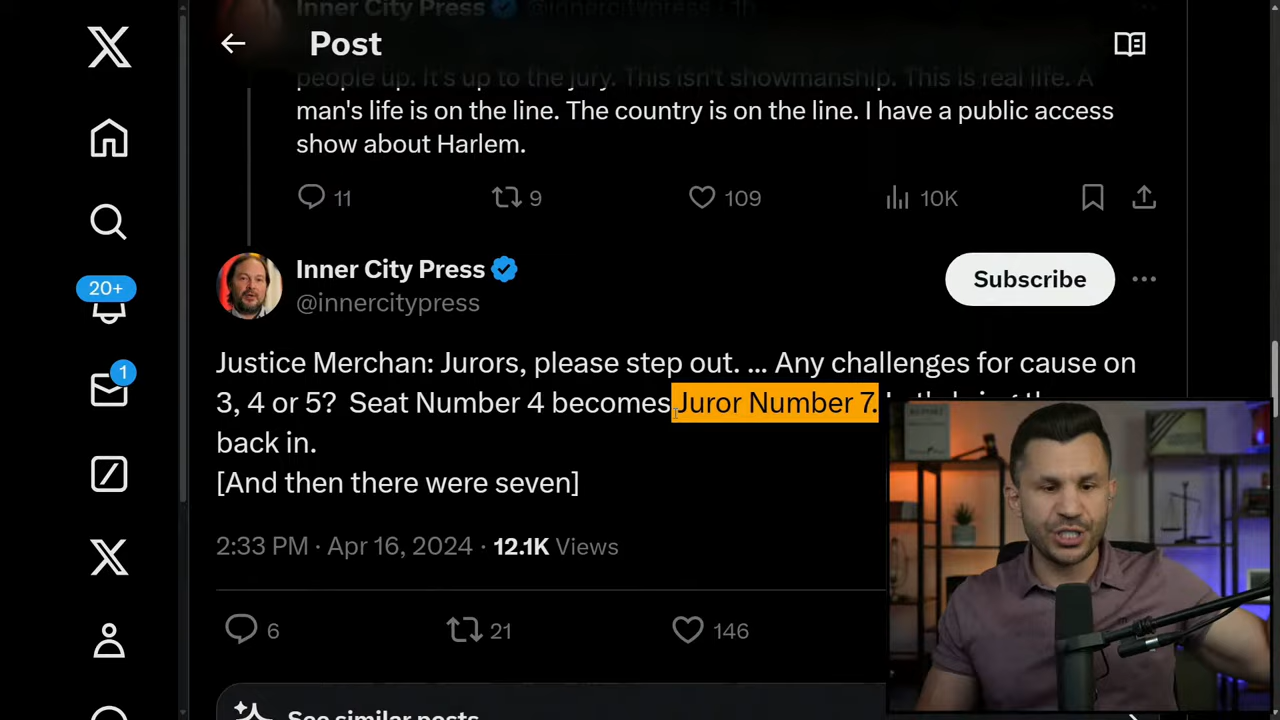 Inner City Press @innercitypress
Post
people up. It's up to the jury. This isn't showmanship. This is real life. A
man's life is on the line. The country is on the line. I have a public access
show about Harlem.
11 9 109 10K
Inner City Press
@innercitypress
Subscribe
20+
1
Justice Merchan: Jurors, please step out. ... Any challenges for cause on
3, 4 or 5? Seat Number 4 becomes Juror Number 7.
back in.
[And then there were seven]
2:33 PM · Apr 16, 2024 · 12.1K Views
6 21 146
See similar posts